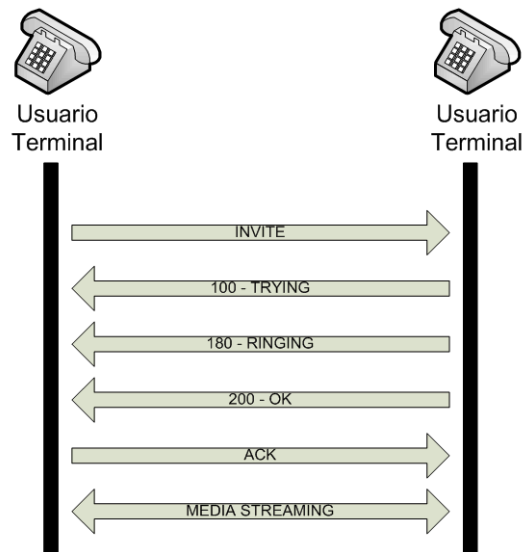 Usuario
Terminal
Usuario
Terminal
INVITE
100 - TRYING
180 - RINGING
200 - OK
ACK
MEDIA STREAMING